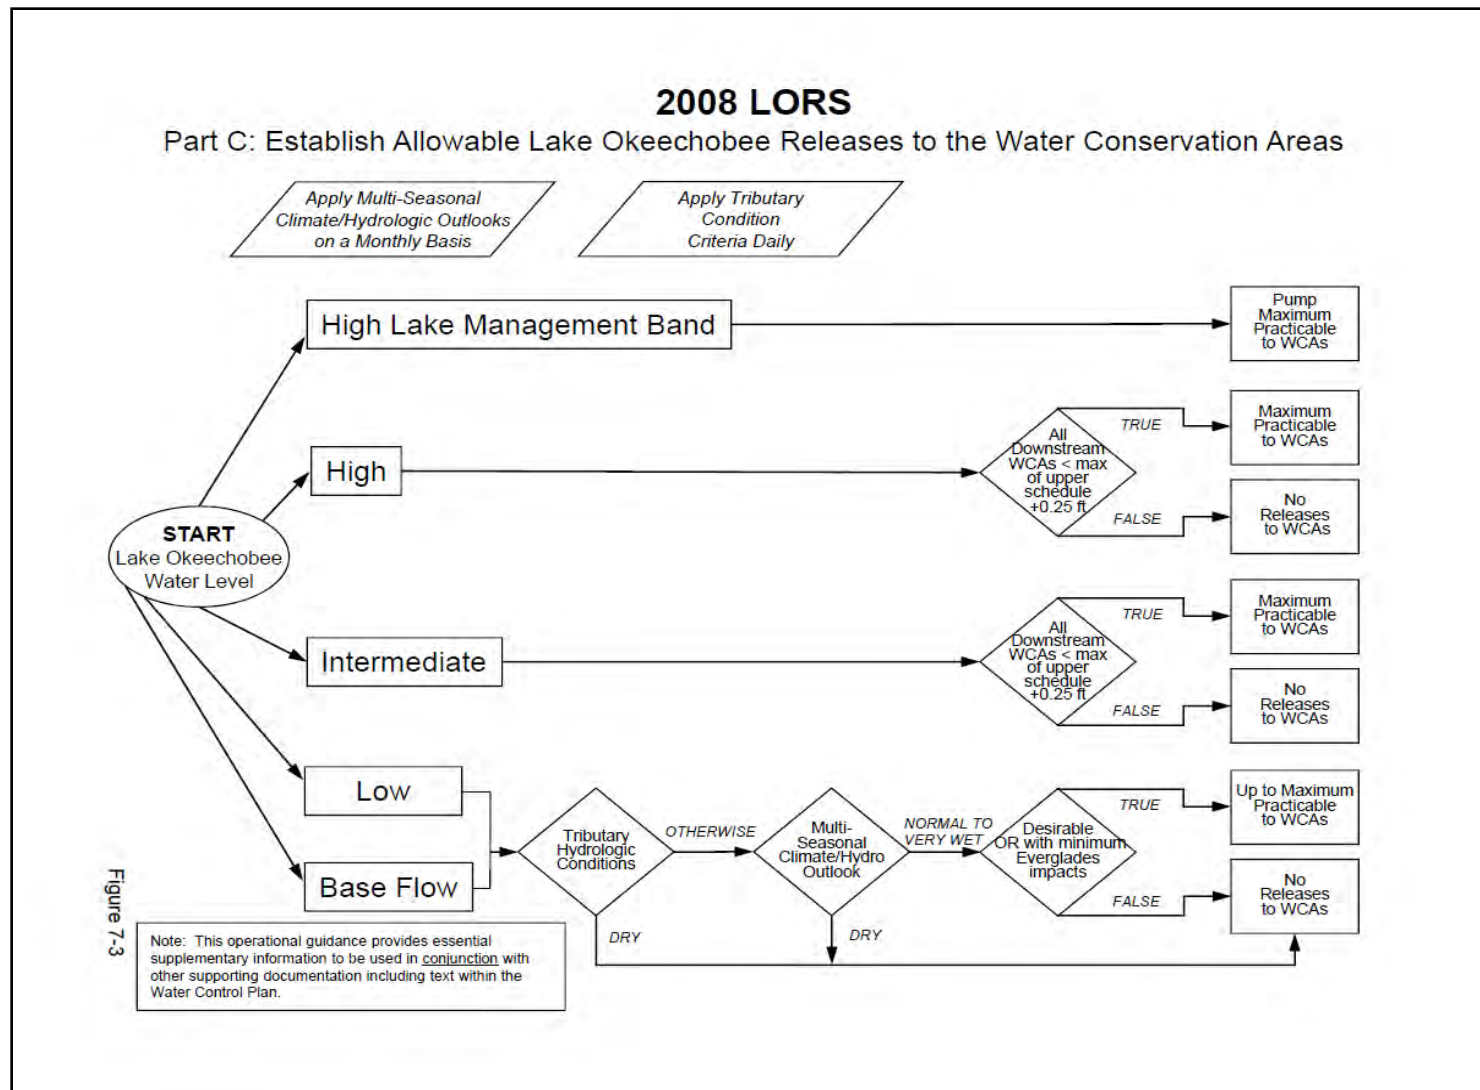 2008 LORS
Part C: Establish Allowable Lake Okeechobee Releases to the Water Conservation Areas
Apply Multi-Seasonal
Climate/Hydrologic Outlooks
on a Monthly Basis
Apply Tributary
Condition
Criteria Daily
High Lake Management Band
Pump
Maximum
Practicable
to WCAs
High
All
Downstream
WCAs < max
of upper
schedule
+0.25 ft
TRUE
Maximum
Practicable
to WCAs
FALSE
No
Releases
to WCAs
START
Lake Okeechobee
Water Level
Intermediate
All
Downstream
WCAs < max
of upper
schedule
+0.25 ft
TRUE
Maximum
Practicable
to WCAs
FALSE
No
Releases
to WCAs
Low
Base Flow
Tributary
Hydrologic
Conditions
OTHERWISE
DRY
Multi-
Seasonal
Climate/Hydro
Outlook
NORMAL TO
VERY WET
DRY
Desirable
OR with minimum
Everglades
impacts
TRUE
Up to Maximum
Practicable
to WCAs
FALSE
No
Releases
to WCAs
Figure 7-3
Note: This operational guidance provides essential
supplementary information to be used in conjunction with
other supporting documentation including text within the
Water Control Plan.